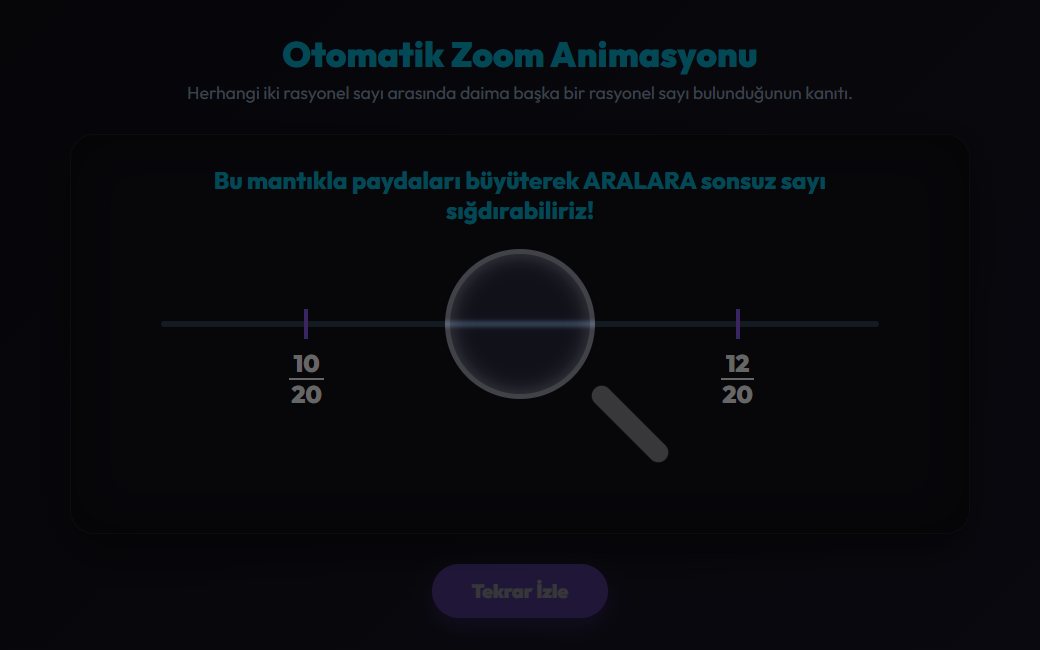 Otomatik Zoom Animasyonu
Herhangi iki rasyonel sayı arasında daima başka bir rasyonel sayı bulunduğunun kanıtı.
Bu mantıkla paydaları büyüterek ARALARA sonsuz sayı
sığdırabiliriz!
10 12
20 20
Tekrar İzle